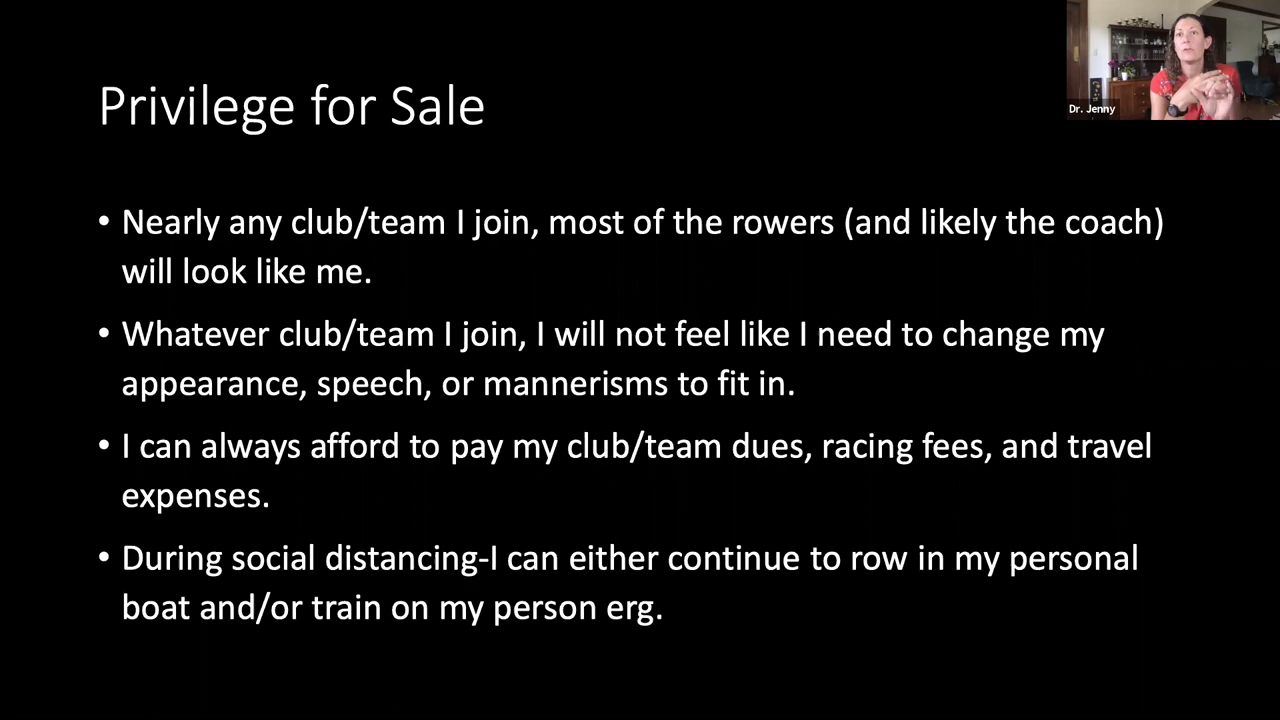 Privilege for Sale
Dr. Jenny
• Nearly any club/team I join, most of the rowers (and likely the coach)
will look like me.
• Whatever club/team I join, I will not feel like I need to change my
appearance, speech, or mannerisms to fit in.
• I can always afford to pay my club/team dues, racing fees, and travel
expenses.
• During social distancing-I can either continue to row in my personal
boat and/or train on my person erg.